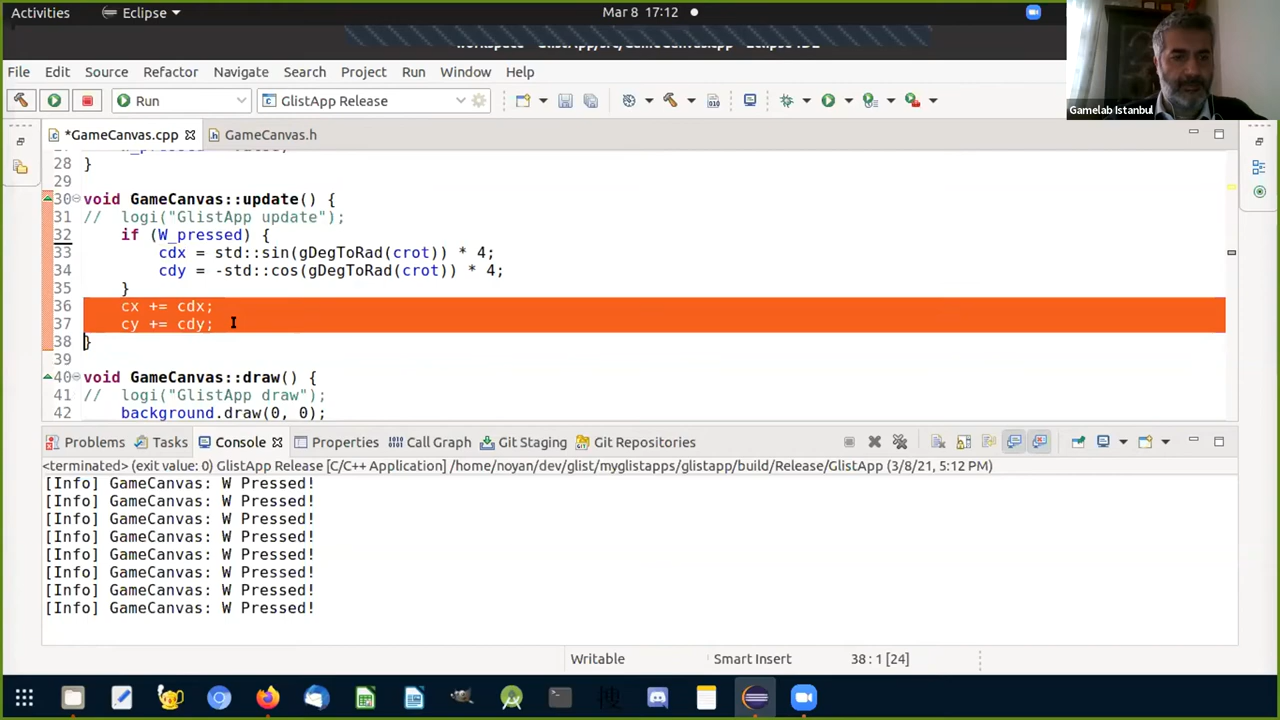 Activities
Eclipse
Mar 8 17:12
File Edit Source Refactor Navigate Search Project Run Window Help
Run
GlistApp Release
Gamelab Istanbul
*GameCanvas.cpp
GameCanvas.h
28 }
29
30 void GameCanvas::update() {
31 // logi("GlistApp update");
32 if (W_pressed) {
33 cdx = std::sin(gDegToRad(crot)) * 4;
34 cdy = -std::cos(gDegToRad(crot)) * 4;
35 }
36 cx += cdx;
37 cy += cdy;
38 }
39
40 void GameCanvas::draw() {
41 // logi("GlistApp draw");
42 background.draw(0, 0);
Problems Tasks Console Properties Call Graph Git Staging Git Repositories
<terminated> (exit value: 0) GlistApp Release [C/C++ Application] /home/noyan/dev/glist/myglistapps/glistapp/build/Release/GlistApp (3/8/21, 5:12 PM)
[Info] GameCanvas: W Pressed!
[Info] GameCanvas: W Pressed!
[Info] GameCanvas: W Pressed!
[Info] GameCanvas: W Pressed!
[Info] GameCanvas: W Pressed!
[Info] GameCanvas: W Pressed!
[Info] GameCanvas: W Pressed!
[Info] GameCanvas: W Pressed!
Writable
Smart Insert
38 : 1 [24]